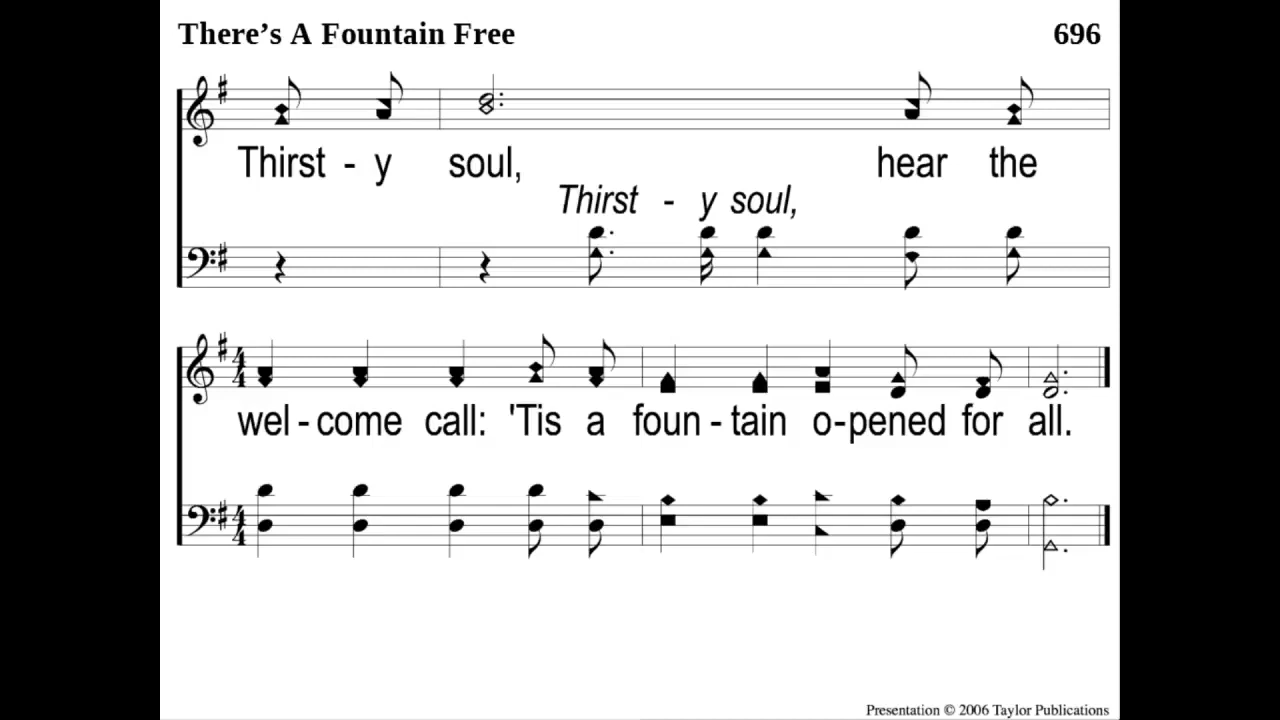 There's A Fountain Free 696
Thirst - y soul, hear the
Thirst - y soul,
wel - come call: 'Tis a foun - tain o-pened for all.
Presentation © 2006 Taylor Publications